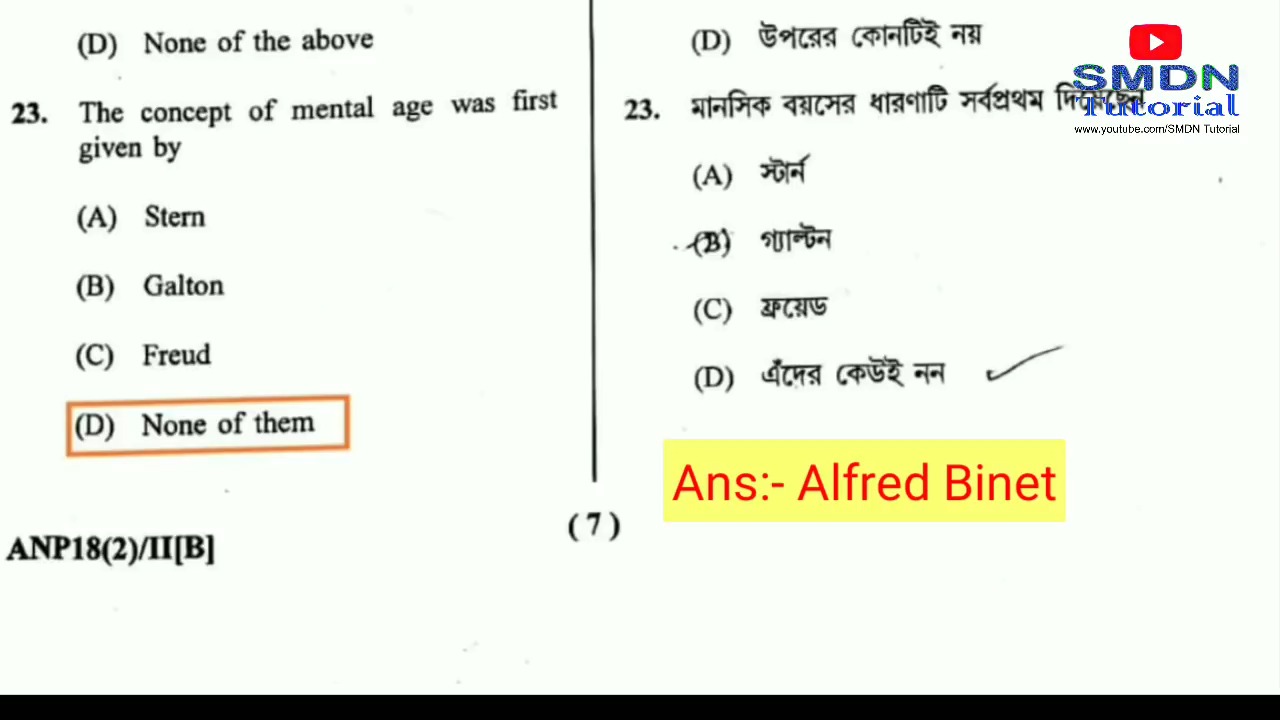 (D) None of the above
23. The concept of mental age was first
given by
(A) Stern
(B) Galton
(C) Freud
(D) None of them
(D) উপরের কোনটিই নয়
23. মানসিক বয়সের ধারণাটি সর্বপ্রথম দিয়েছেন
(A) স্টার্ন
(B) গ্যাল্টন
(C) ফ্রয়েড
(D) এঁদের কেউই নন
Ans:- Alfred Binet
(7)
ANP18(2)/II[B]
SMDN
Tutorial
www.youtube.com/SMDN Tutorial